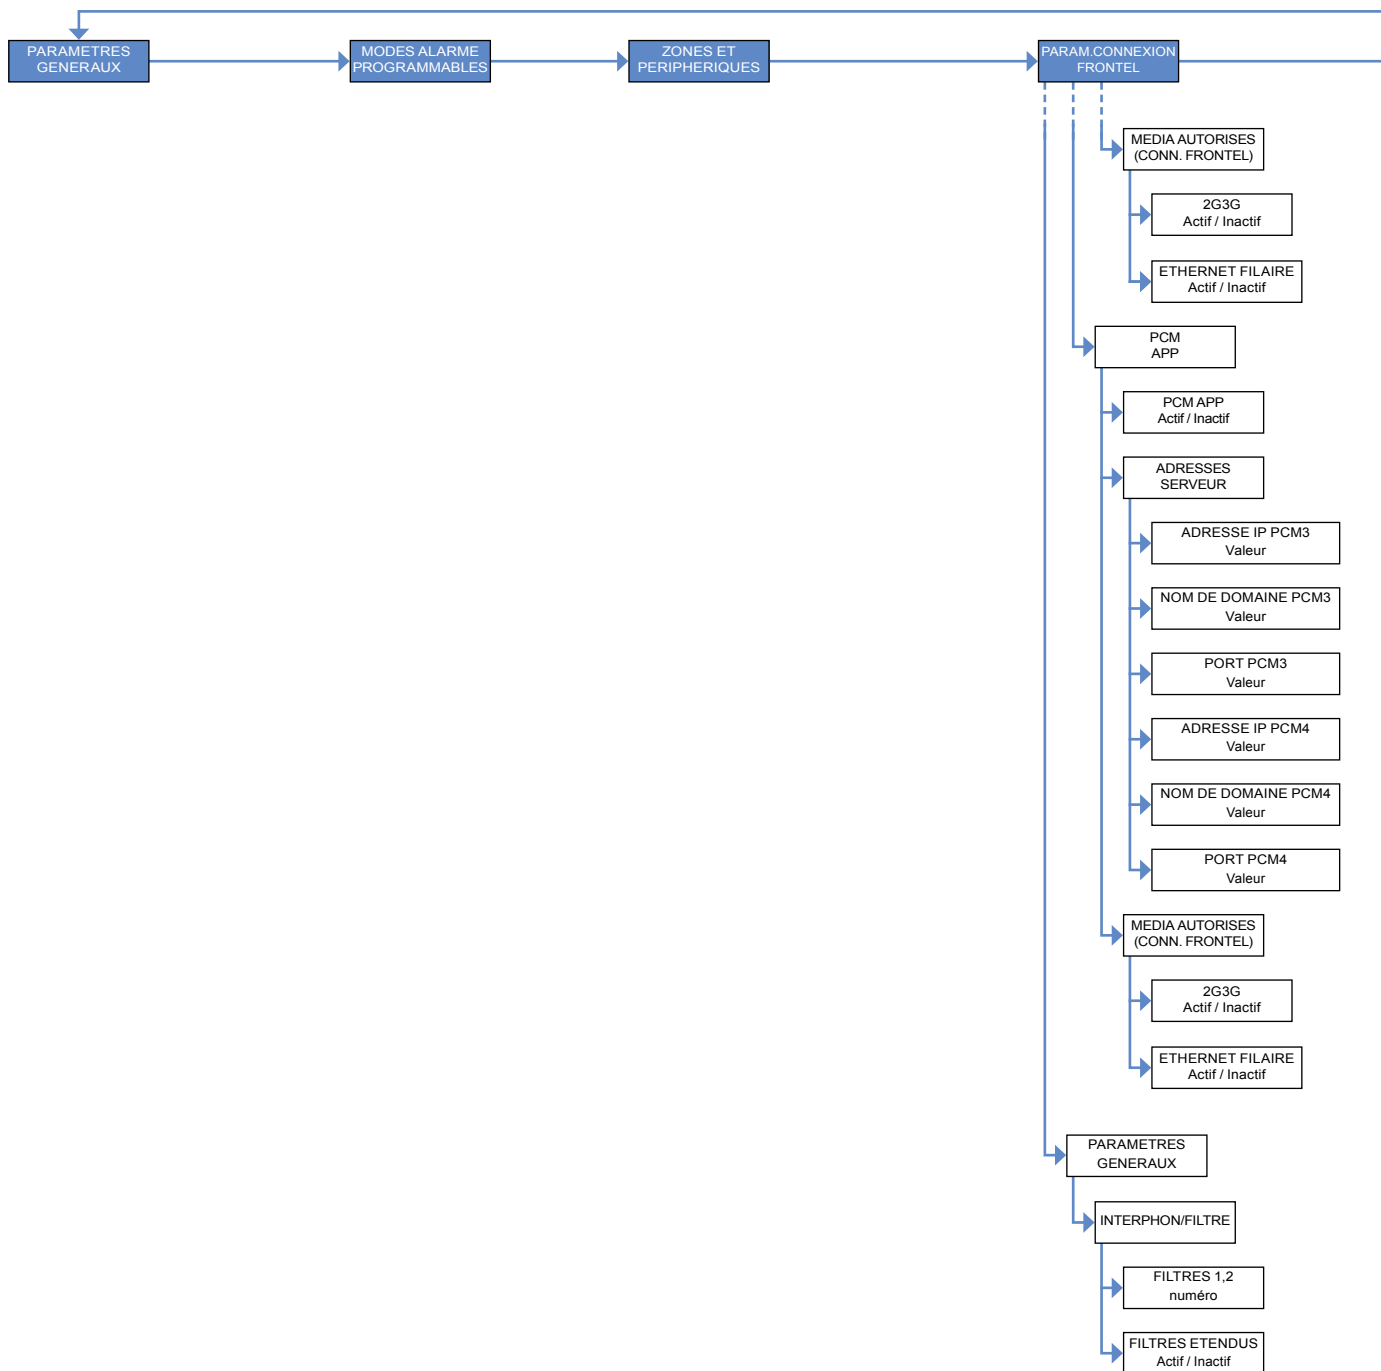 PARAMETRES
GENERAUX
MODES ALARME
PROGRAMMABLES
ZONES ET
PERIPHERIQUES
PARAM.CONNEXION
FRONTEL
MEDIA AUTORISES
(CONN. FRONTEL)
2G3G
Actif / Inactif
ETHERNET FILAIRE
Actif / Inactif
PCM
APP
PCM APP
Actif / Inactif
ADRESSES
SERVEUR
ADRESSE IP PCM3
Valeur
NOM DE DOMAINE PCM3
Valeur
PORT PCM3
Valeur
ADRESSE IP PCM4
Valeur
NOM DE DOMAINE PCM4
Valeur
PORT PCM4
Valeur
MEDIA AUTORISES
(CONN. FRONTEL)
2G3G
Actif / Inactif
ETHERNET FILAIRE
Actif / Inactif
PARAMETRES
GENERAUX
INTERPHON/FILTRE
FILTRES 1,2
numéro
FILTRES ETENDUS
Actif / Inactif